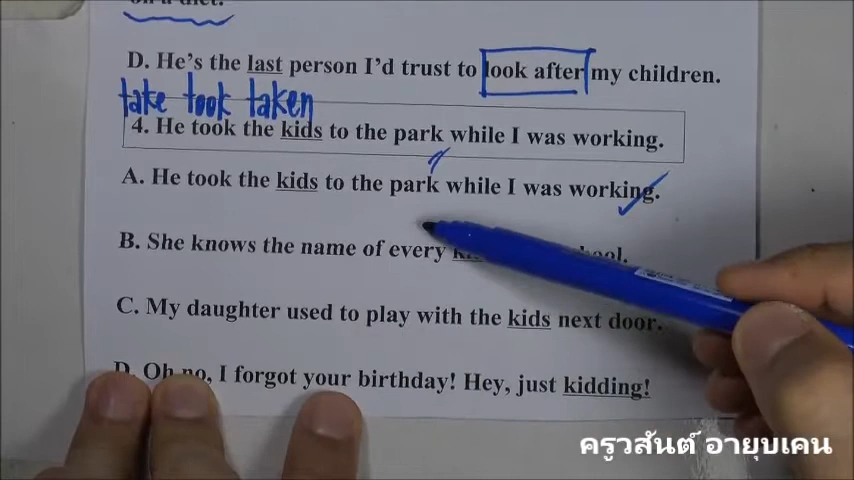 on a diet.
D. He's the last person I'd trust to look after my children.
take took taken
4. He took the kids to the park while I was working.
A. He took the kids to the park while I was working.
B. She knows the name of every
C. My daughter used to play with the kids next door.
D. Oh no, I forgot your birthday! Hey, just kidding!
ครูวสันต์ อายุบเคน